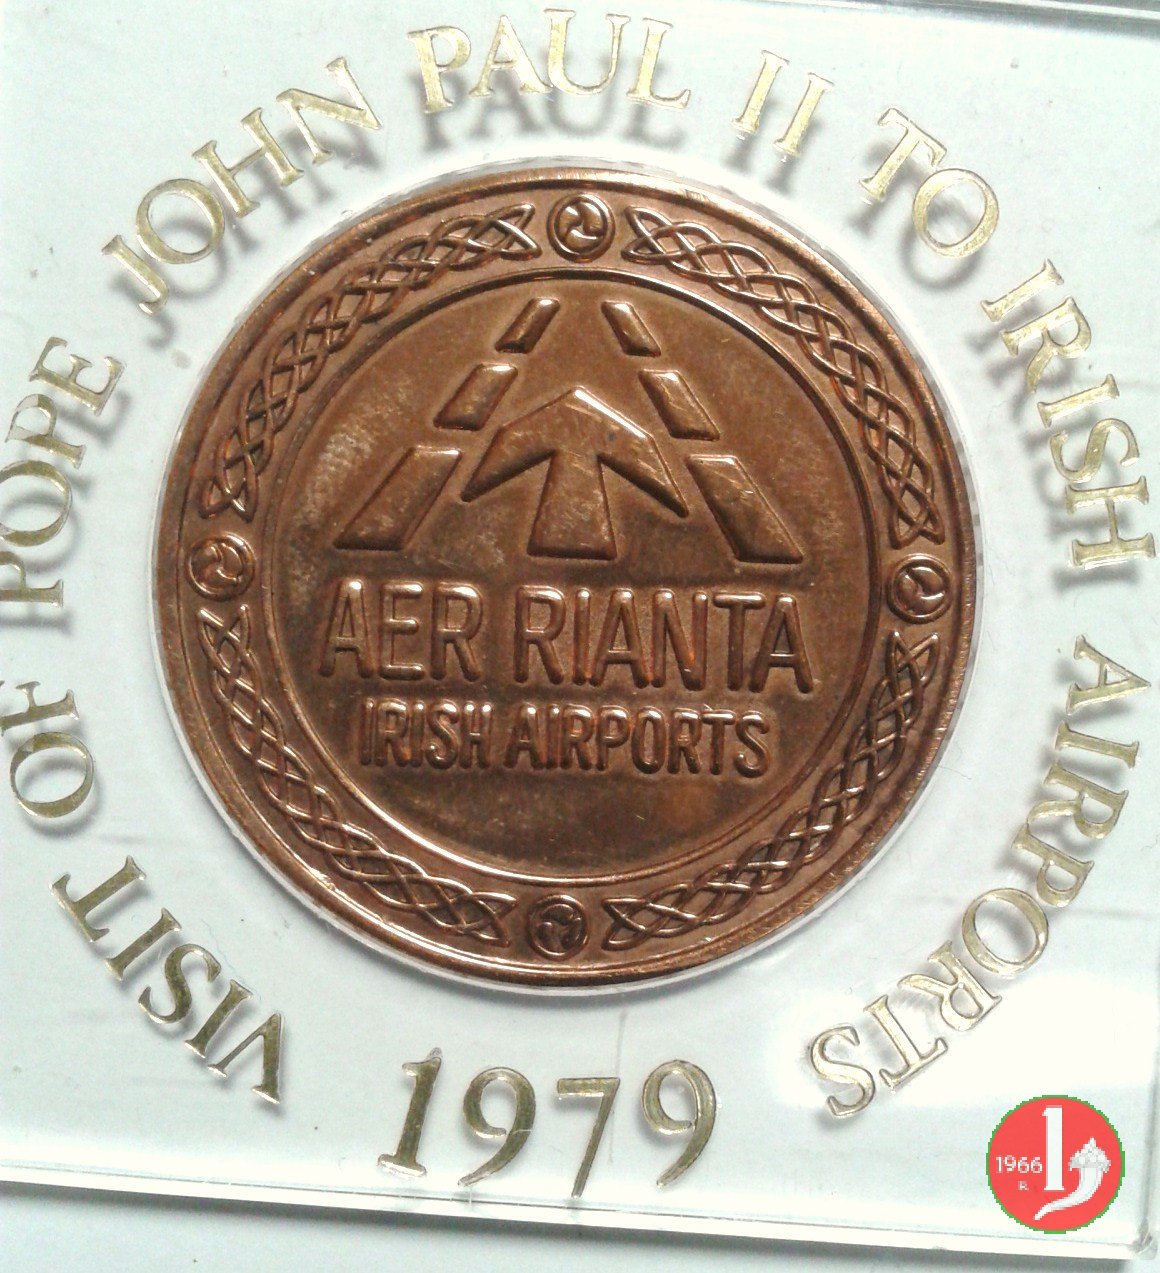 VISIT OF POPE JOHN PAUL II TO IRISH AIRPORTS
1979
AER RIANTA
IRISH AIRPORTS
1966
R